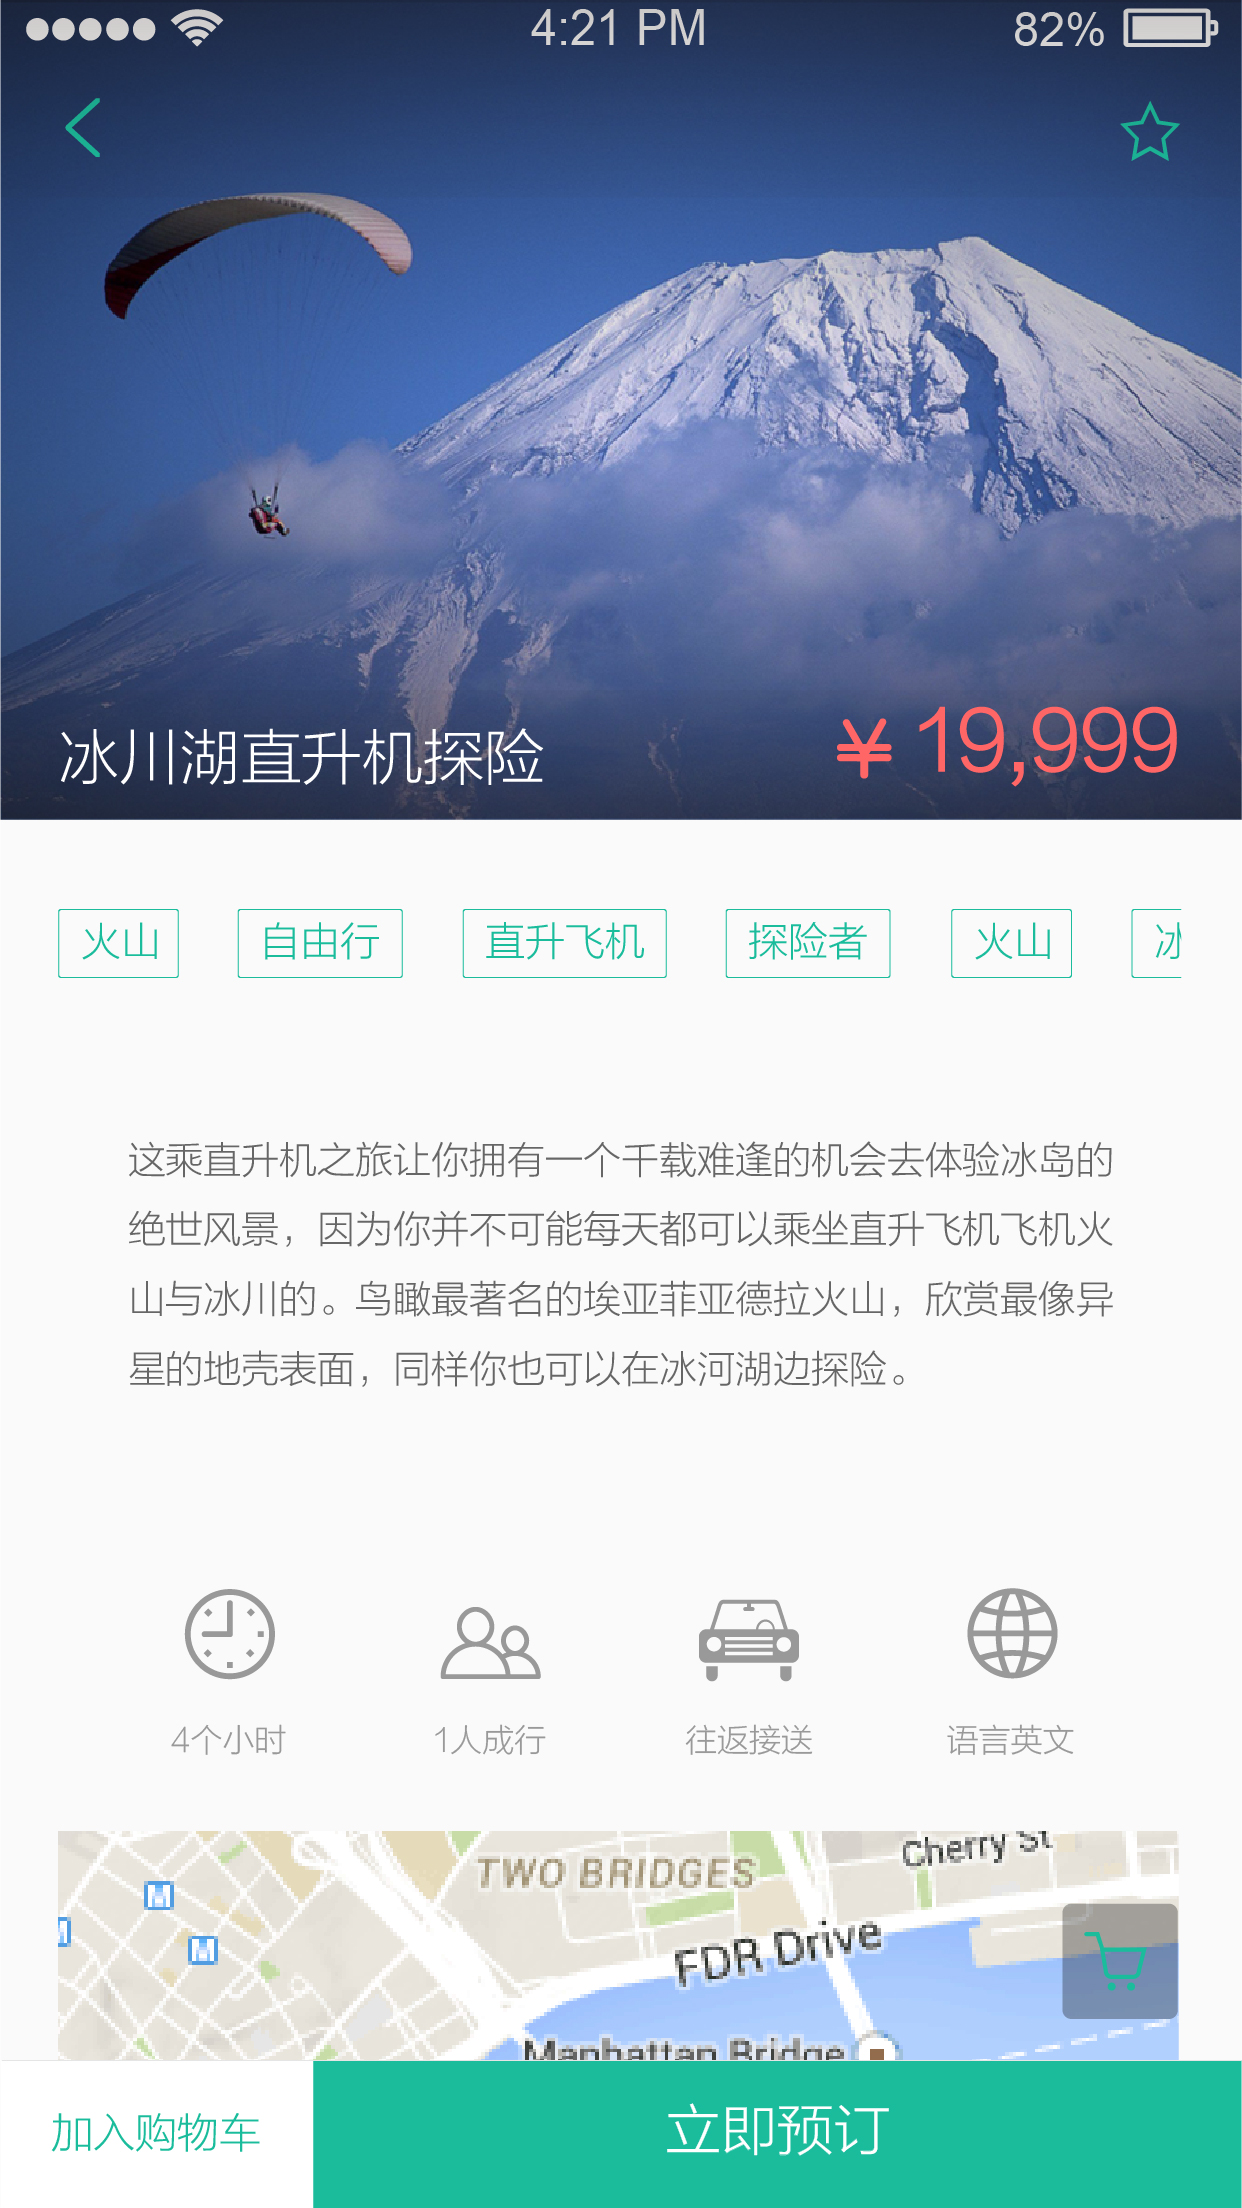 4:21 PM 82%
冰川湖直升机探险 ￥19,999
火山 自由行 直升飞机 探险者 火山 冰
这乘直升机之旅让你拥有一个千载难逢的机会去体验冰岛的
绝世风景，因为你并不可能每天都可以乘坐直升飞机飞机火
山与冰川的。鸟瞰最著名的埃亚菲亚德拉火山，欣赏最像异
星的地壳表面，同样你也可以在冰河湖边探险。
4个小时 1人成行 往返接送 语言英文
Cherry St
TWO BRIDGES
FDR Drive
Manhattan Bridge
加入购物车 立即预订